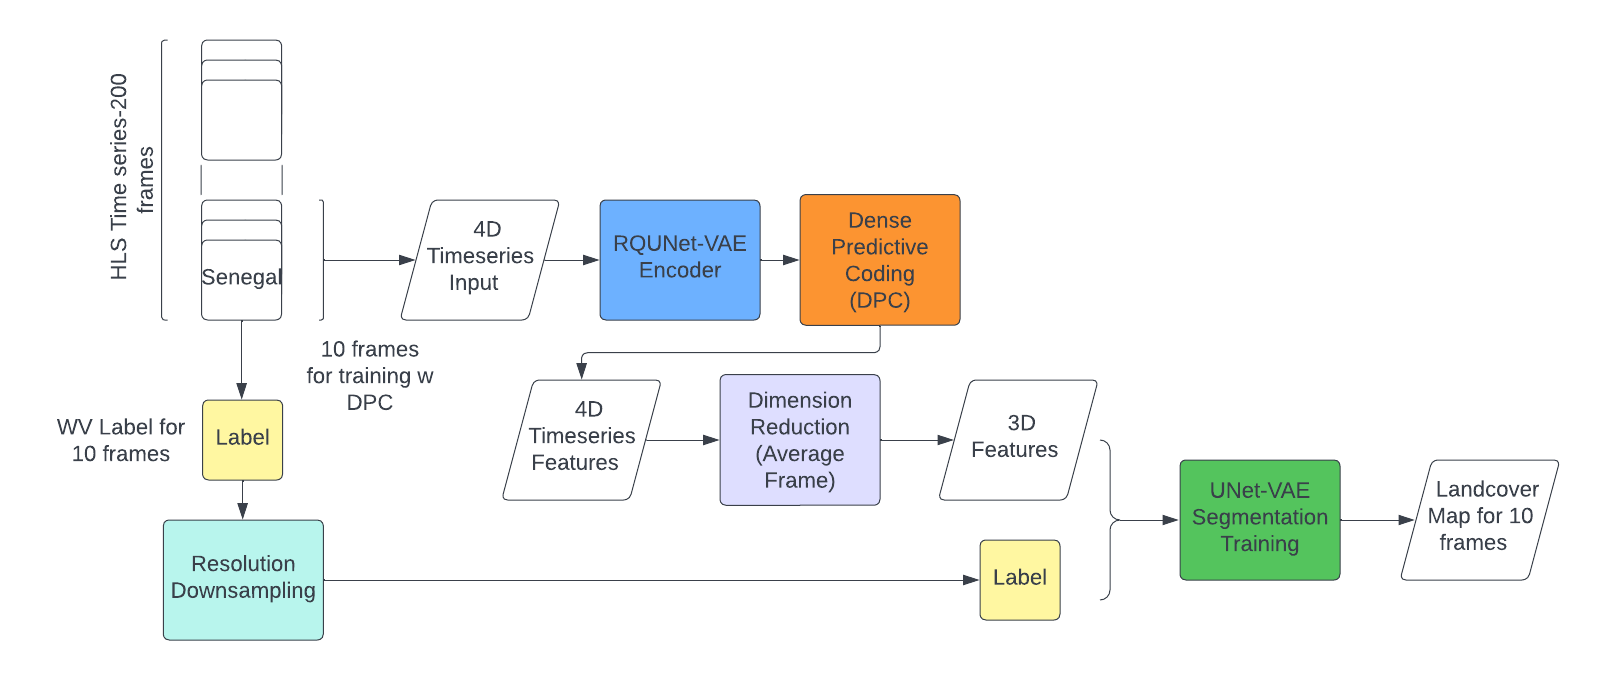 HLS Time series-200
frames
Senegal
4D
Timeseries
Input
RQUNet-VAE
Encoder
Dense
Predictive
Coding
(DPC)
10 frames
for training w
DPC
WV Label for
10 frames
Label
4D
Timeseries
Features
Dimension
Reduction
(Average
Frame)
3D
Features
UNet-VAE
Segmentation
Training
Landcover
Map for 10
frames
Resolution
Downsampling
Label